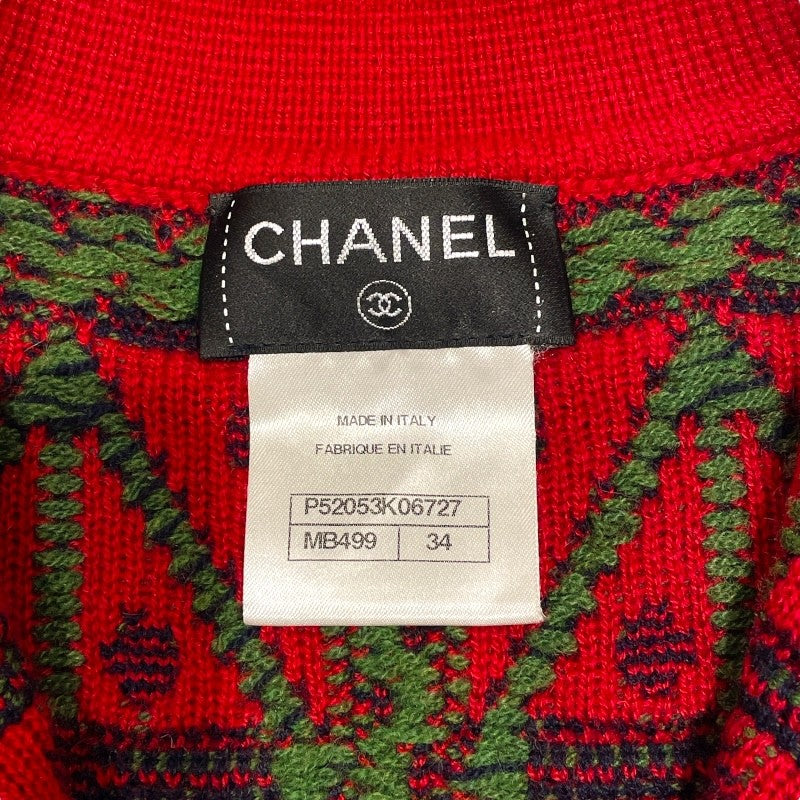 CHANEL
MADE IN ITALY
FABRIQUE EN ITALIE
P52053K06727
MB499 34